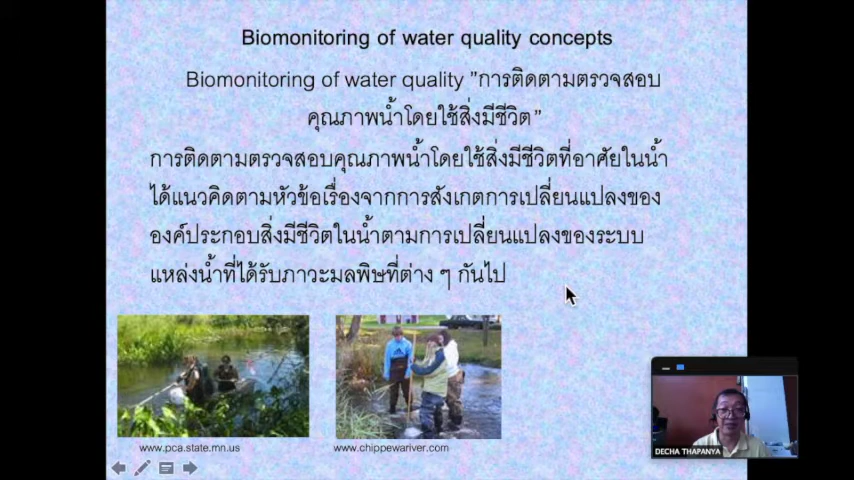 Biomonitoring of water quality concepts
Biomonitoring of water quality "การติดตามตรวจสอบ
คุณภาพน้ำโดยใช้สิ่งมีชีวิต"
การติดตามตรวจสอบคุณภาพน้ำโดยใช้สิ่งมีชีวิตที่อาศัยในน้ำ
ได้แนวคิดตามหัวข้อเรื่องจากการสังเกตการเปลี่ยนแปลงของ
องค์ประกอบสิ่งมีชีวิตในน้ำตามการเปลี่ยนแปลงของระบบ
แหล่งน้ำที่ได้รับภาวะมลพิษที่ต่าง ๆ กันไป
www.pca.state.mn.us
www.chippewariver.com
DECHA THAPANYA